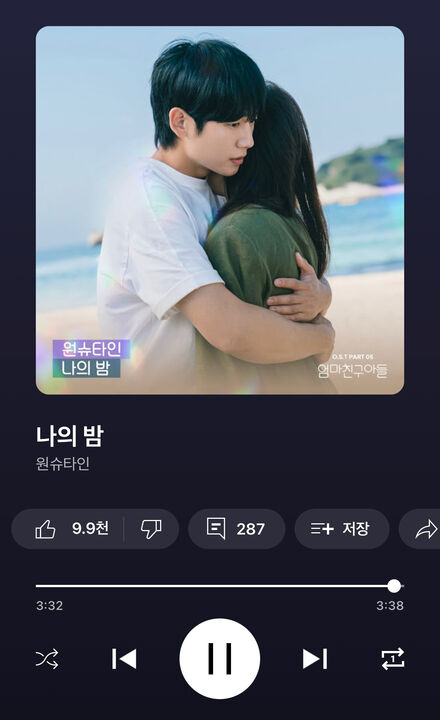 원슈타인
나의 밤
O.S.T PART 05
엄마친구아들
나의 밤
원슈타인
9.9천
287
저장
3:32
3:38
1